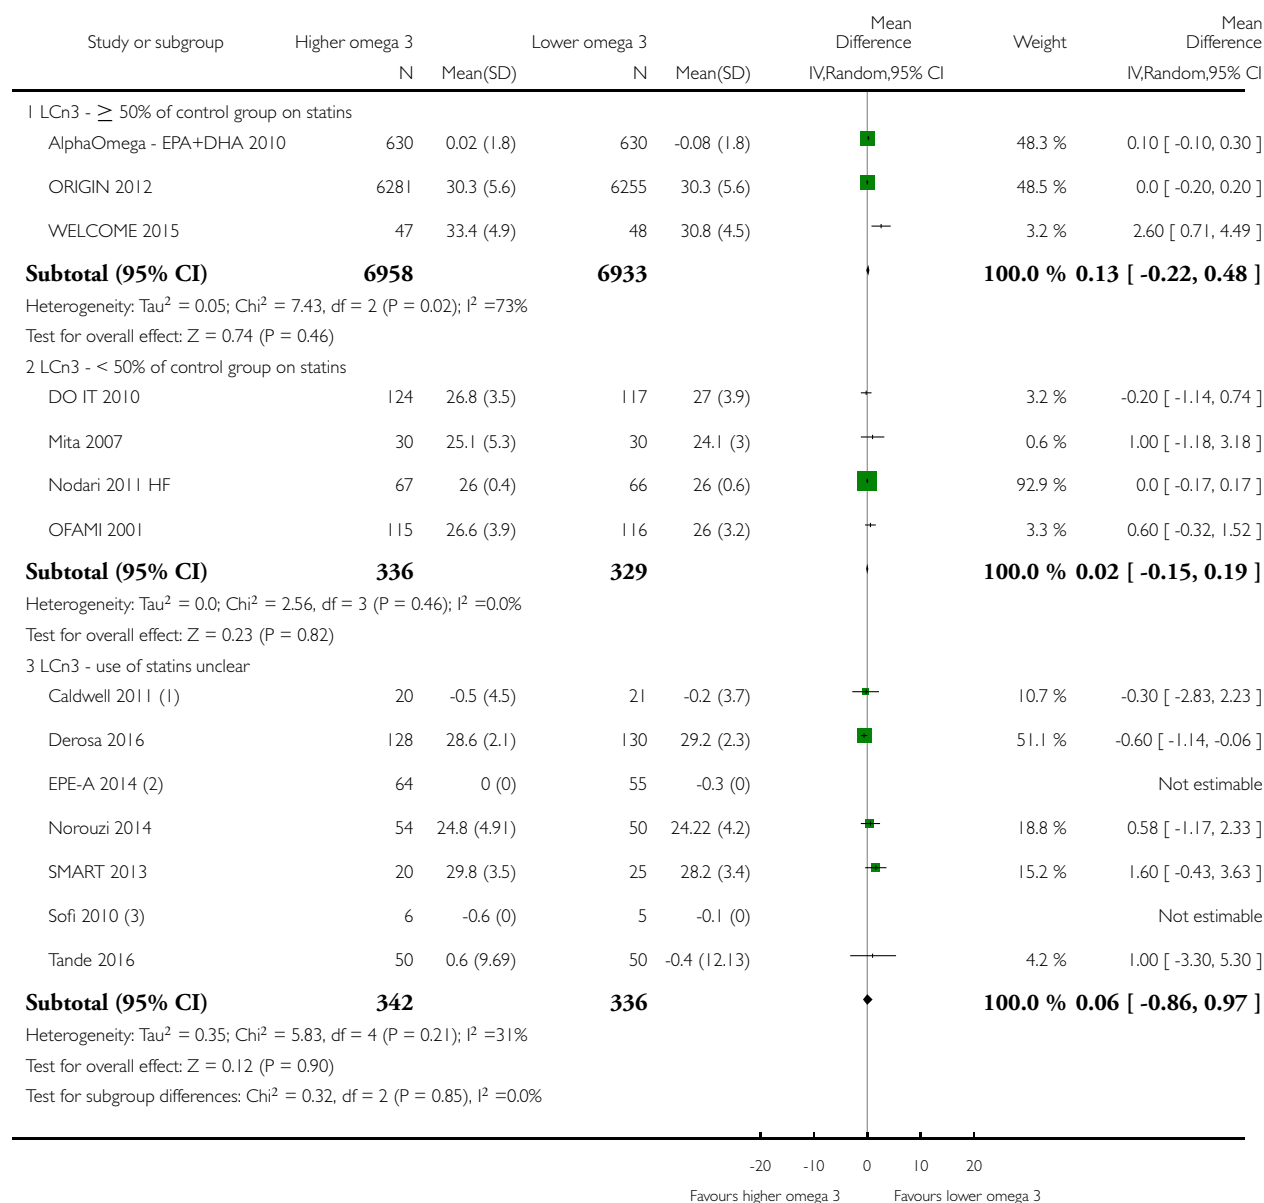 Mean Mean
Study or subgroup Higher omega 3 Lower omega 3 Difference Weight Difference
N Mean(SD) N Mean(SD) IV,Random,95% CI IV,Random,95% CI
1 LCn3 - ≥ 50% of control group on statins
AlphaOmega - EPA+DHA 2010 630 0.02 (1.8) 630 -0.08 (1.8) 48.3 % 0.10 [ -0.10, 0.30 ]
ORIGIN 2012 6281 30.3 (5.6) 6255 30.3 (5.6) 48.5 % 0.0 [ -0.20, 0.20 ]
WELCOME 2015 47 33.4 (4.9) 48 30.8 (4.5) 3.2 % 2.60 [ 0.71, 4.49 ]
Subtotal (95% CI) 6958 6933 100.0 % 0.13 [ -0.22, 0.48 ]
Heterogeneity: Tau² = 0.05; Chi² = 7.43, df = 2 (P = 0.02); I² =73%
Test for overall effect: Z = 0.74 (P = 0.46)
2 LCn3 - < 50% of control group on statins
DO IT 2010 124 26.8 (3.5) 117 27 (3.9) 3.2 % -0.20 [ -1.14, 0.74 ]
Mita 2007 30 25.1 (5.3) 30 24.1 (3) 0.6 % 1.00 [ -1.18, 3.18 ]
Nodari 2011 HF 67 26 (0.4) 66 26 (0.6) 92.9 % 0.0 [ -0.17, 0.17 ]
OFAMI 2001 115 26.6 (3.9) 116 26 (3.2) 3.3 % 0.60 [ -0.32, 1.52 ]
Subtotal (95% CI) 336 329 100.0 % 0.02 [ -0.15, 0.19 ]
Heterogeneity: Tau² = 0.0; Chi² = 2.56, df = 3 (P = 0.46); I² =0.0%
Test for overall effect: Z = 0.23 (P = 0.82)
3 LCn3 - use of statins unclear
Caldwell 2011 (1) 20 -0.5 (4.5) 21 -0.2 (3.7) 10.7 % -0.30 [ -2.83, 2.23 ]
Derosa 2016 128 28.6 (2.1) 130 29.2 (2.3) 51.1 % -0.60 [ -1.14, -0.06 ]
EPE-A 2014 (2) 64 0 (0) 55 -0.3 (0) Not estimable
Norouzi 2014 54 24.8 (4.91) 50 24.22 (4.2) 18.8 % 0.58 [ -1.17, 2.33 ]
SMART 2013 20 29.8 (3.5) 25 28.2 (3.4) 15.2 % 1.60 [ -0.43, 3.63 ]
Sofi 2010 (3) 6 -0.6 (0) 5 -0.1 (0) Not estimable
Tande 2016 50 0.6 (9.69) 50 -0.4 (12.13) 4.2 % 1.00 [ -3.30, 5.30 ]
Subtotal (95% CI) 342 336 100.0 % 0.06 [ -0.86, 0.97 ]
Heterogeneity: Tau² = 0.35; Chi² = 5.83, df = 4 (P = 0.21); I² =31%
Test for overall effect: Z = 0.12 (P = 0.90)
Test for subgroup differences: Chi² = 0.32, df = 2 (P = 0.85), I² =0.0%
-20 -10 0 10 20
Favours higher omega 3 Favours lower omega 3